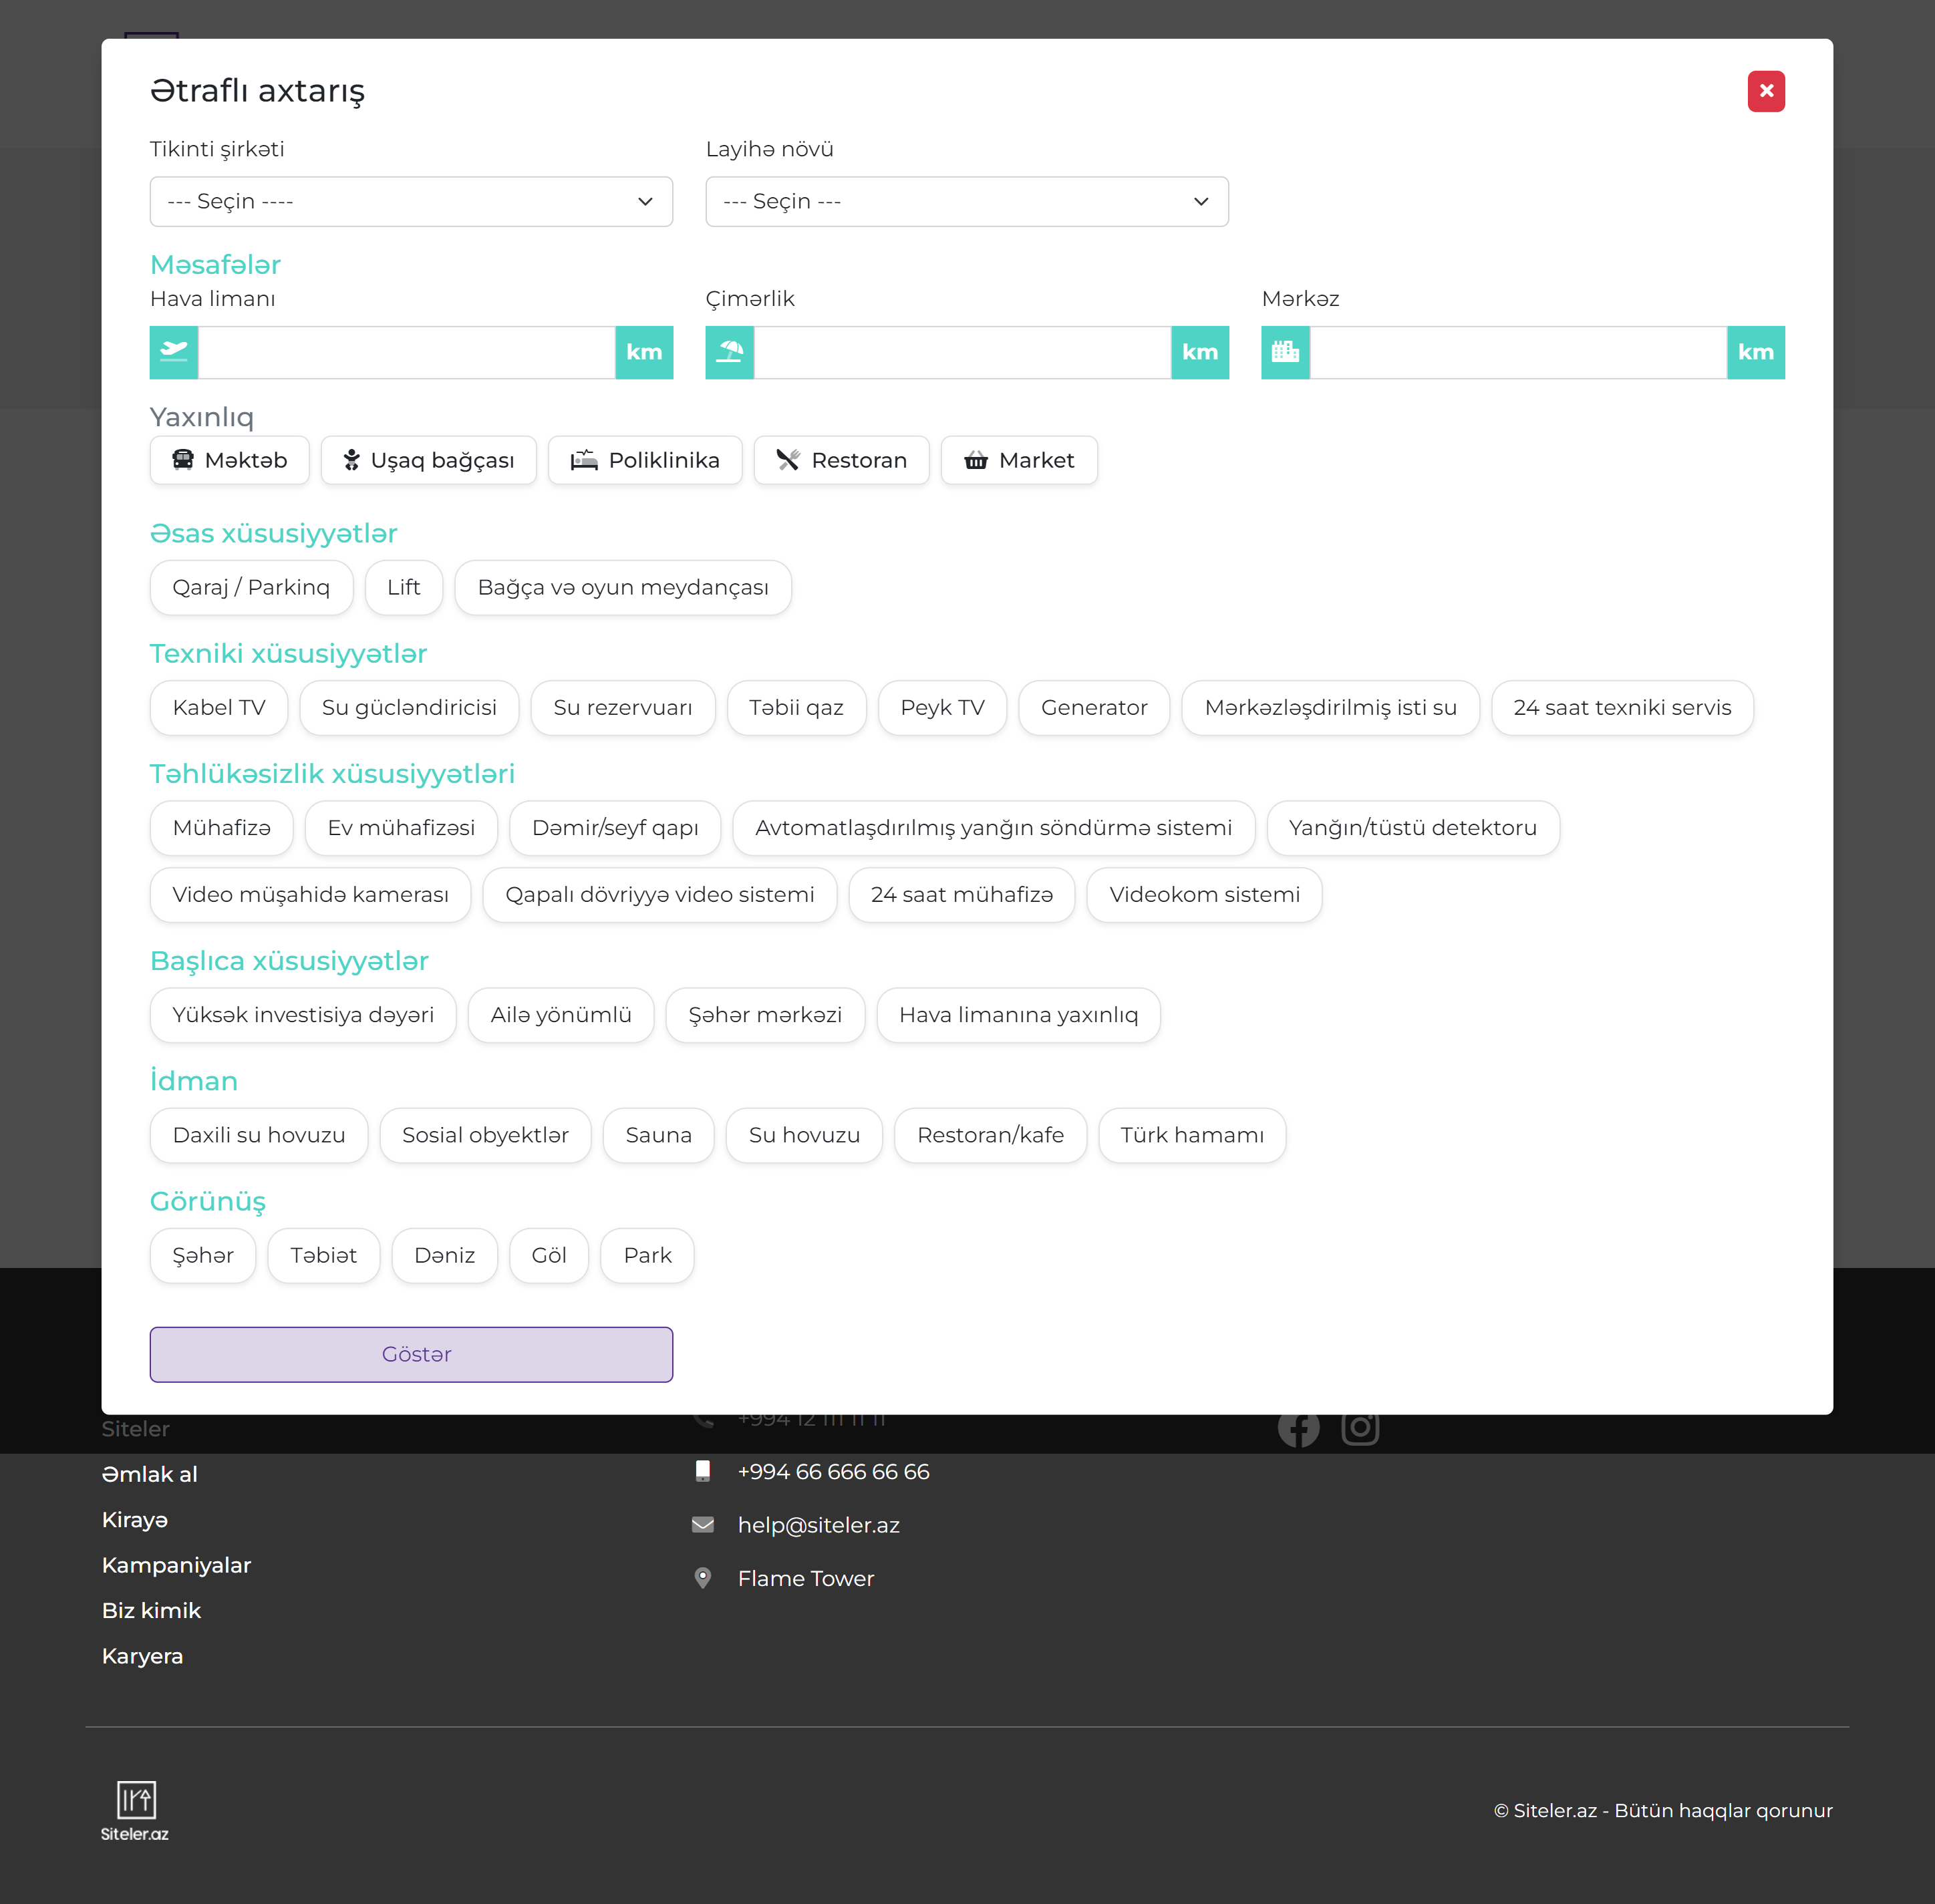 Ətraflı axtarış
Tikinti şirkəti
Layihə növü
--- Seçin ----
--- Seçin ---
Məsafələr
Hava limanı
Çimərlik
Mərkəz
km
km
km
Yaxınlıq
Məktəb
Uşaq bağçası
Poliklinika
Restoran
Market
Əsas xüsusiyyətlər
Qaraj / Parkinq
Lift
Bağça və oyun meydançası
Texniki xüsusiyyətlər
Kabel TV
Su gücləndiricisi
Su rezervuarı
Təbii qaz
Peyk TV
Generator
Mərkəzləşdirilmiş isti su
24 saat texniki servis
Təhlükəsizlik xüsusiyyətləri
Mühafizə
Ev mühafizəsi
Dəmir/seyf qapı
Avtomatlaşdırılmış yanğın söndürmə sistemi
Yanğın/tüstü detektoru
Video müşahidə kamerası
Qapalı dövriyyə video sistemi
24 saat mühafizə
Videokom sistemi
Başlıca xüsusiyyətlər
Yüksək investisiya dəyəri
Ailə yönümlü
Şəhər mərkəzi
Hava limanına yaxınlıq
İdman
Daxili su hovuzu
Sosial obyektlər
Sauna
Su hovuzu
Restoran/kafe
Türk hamamı
Görünüş
Şəhər
Təbiət
Dəniz
Göl
Park
Göstər
Siteler
Əmlak al
Kirayə
Kampaniyalar
Biz kimik
Karyera
+994 12 111 11 11
+994 66 666 66 66
help@siteler.az
Flame Tower
Siteler.az
© Siteler.az - Bütün haqqlar qorunur